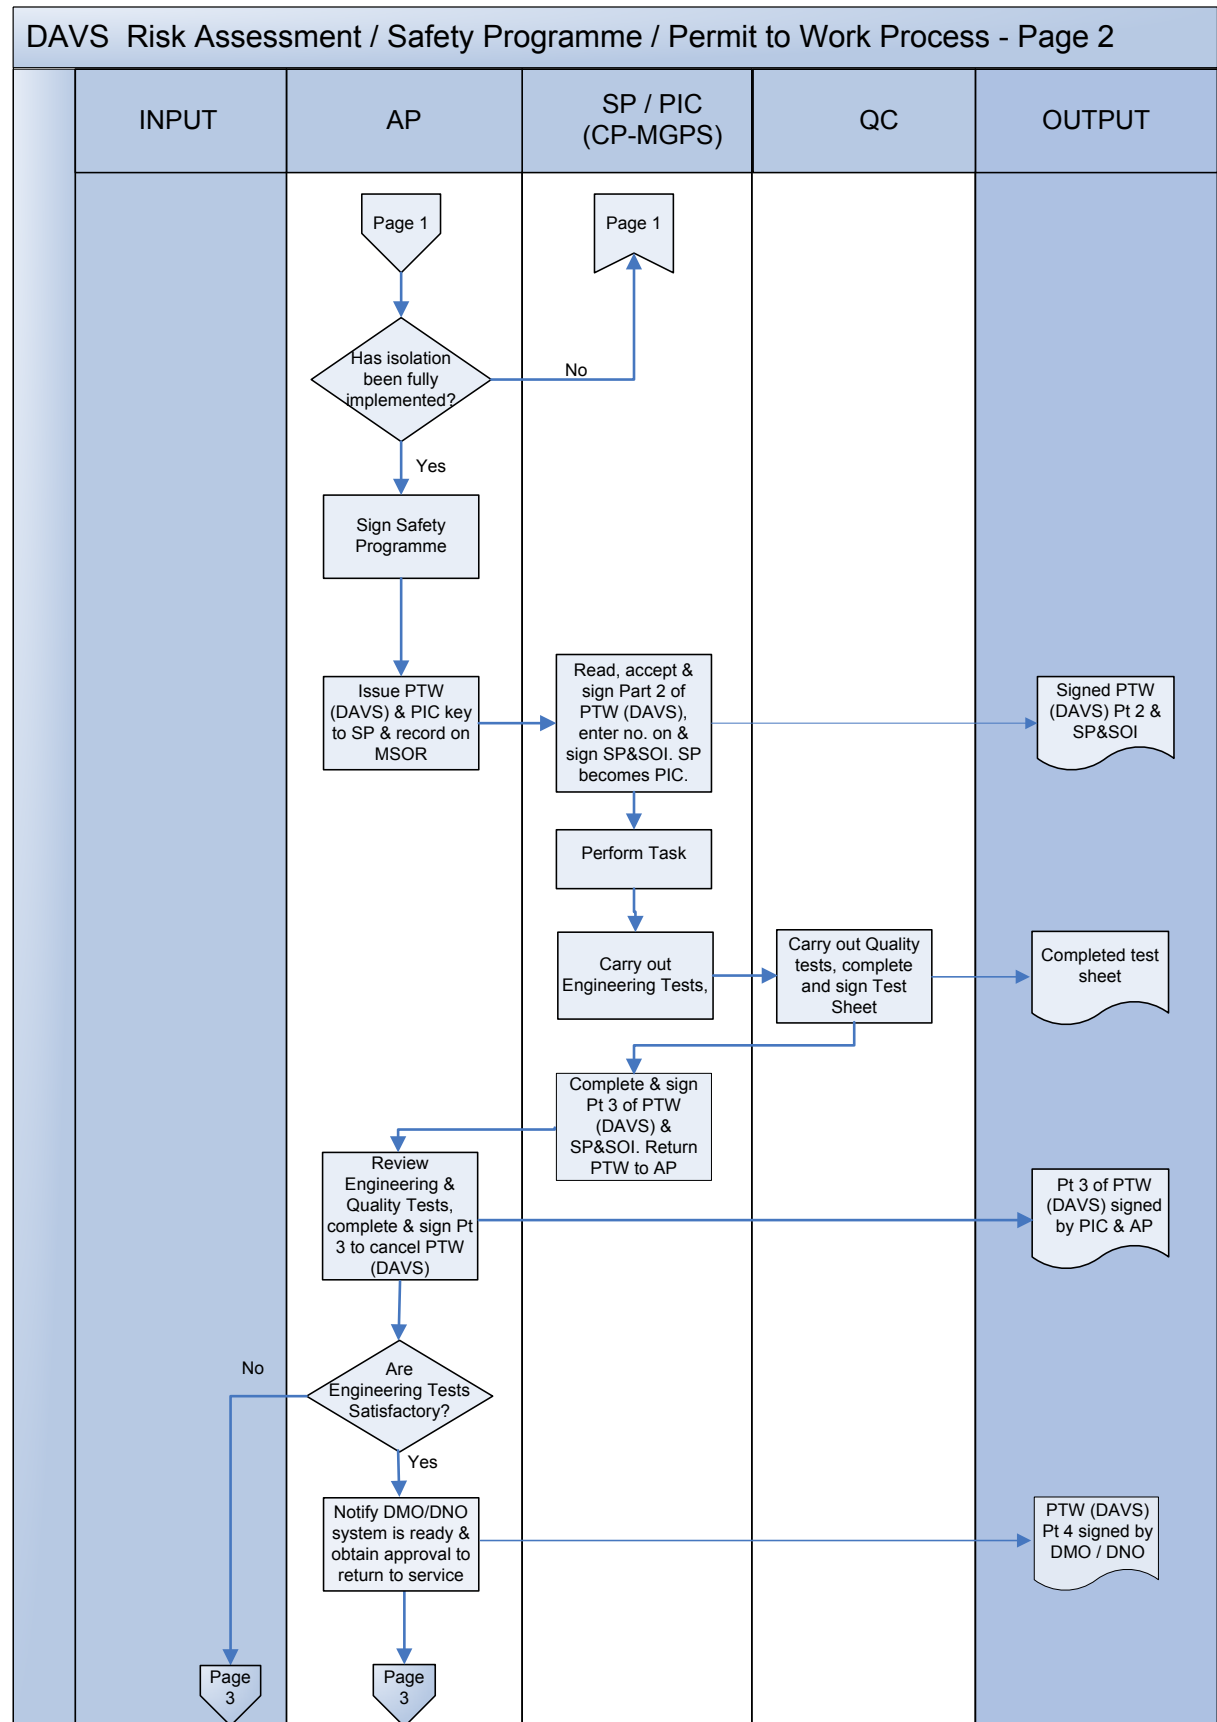 DAVS Risk Assessment / Safety Programme / Permit to Work Process - Page 2
INPUT
AP
SP / PIC
(CP-MGPS)
QC
OUTPUT
Page 1
Page 1
Has isolation
been fully
implemented?
No
Yes
Sign Safety
Programme
Issue PTW
(DAVS) & PIC key
to SP & record on
MSOR
Read, accept &
sign Part 2 of
PTW (DAVS),
enter no. on &
sign SP&SOI. SP
becomes PIC.
Signed PTW
(DAVS) Pt 2 &
SP&SOI
Perform Task
Carry out
Engineering Tests,
Carry out Quality
tests, complete
and sign Test
Sheet
Completed test
sheet
Complete & sign
Pt 3 of PTW
(DAVS) &
SP&SOI. Return
PTW to AP
Review
Engineering &
Quality Tests,
complete & sign Pt
3 to cancel PTW
(DAVS)
Pt 3 of PTW
(DAVS) signed
by PIC & AP
Are
Engineering Tests
Satisfactory?
No
Yes
Notify DMO/DNO
system is ready &
obtain approval to
return to service
PTW (DAVS)
Pt 4 signed by
DMO / DNO
Page
3
Page
3